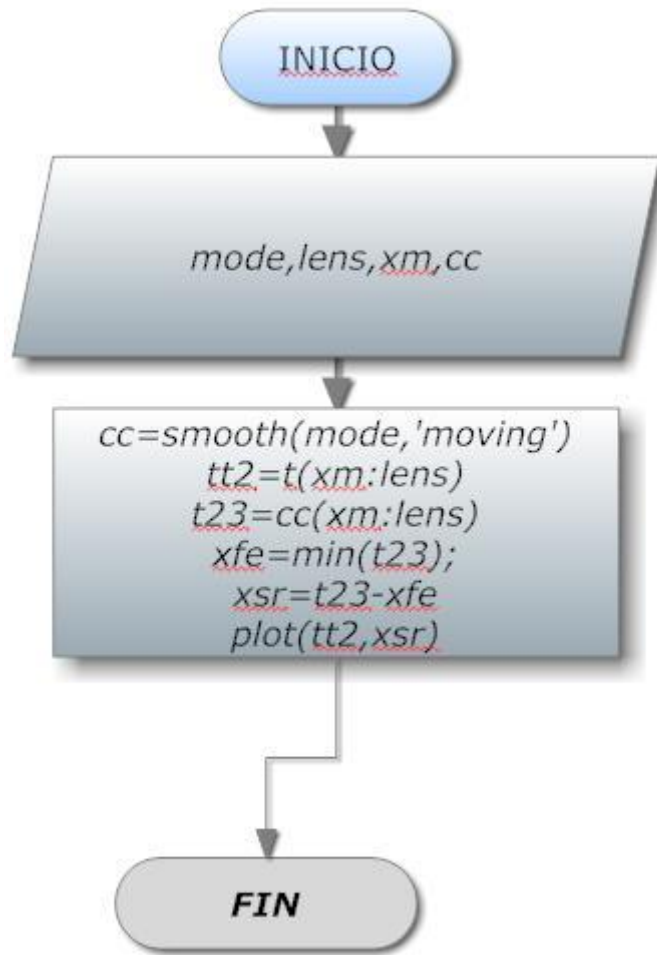 INICIO
mode,lens,xm,cc
cc=smooth(mode,'moving')
tt2=t(xm:lens)
t23=cc(xm:lens)
xfe=min(t23);
xsr=t23-xfe
plot(tt2,xsr)
FIN